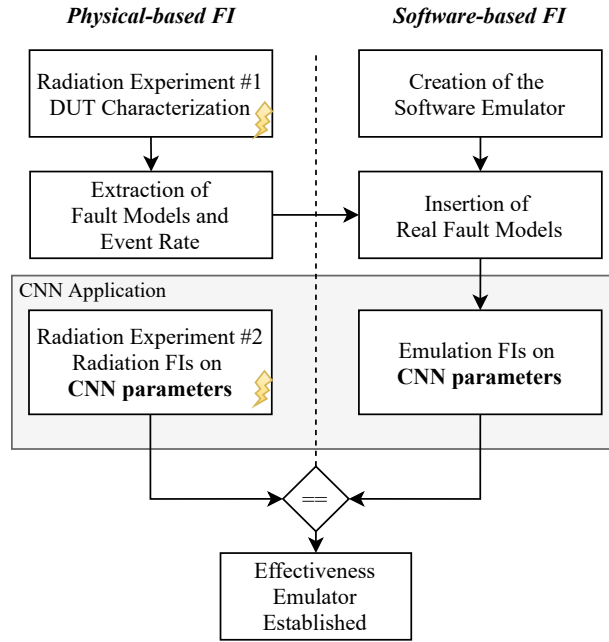 Physical-based FI
Software-based FI
Radiation Experiment #1
DUT Characterization
Creation of the
Software Emulator
Extraction of
Fault Models and
Event Rate
Insertion of
Real Fault Models
CNN Application
Radiation Experiment #2
Radiation FIs on
CNN parameters
Emulation FIs on
CNN parameters
==
Effectiveness
Emulator
Established